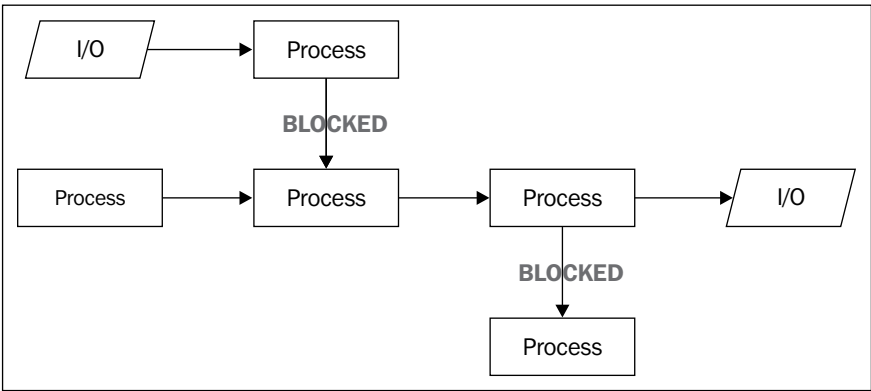 I/O
Process
BLOCKED
Process
Process
Process
I/O
BLOCKED
Process